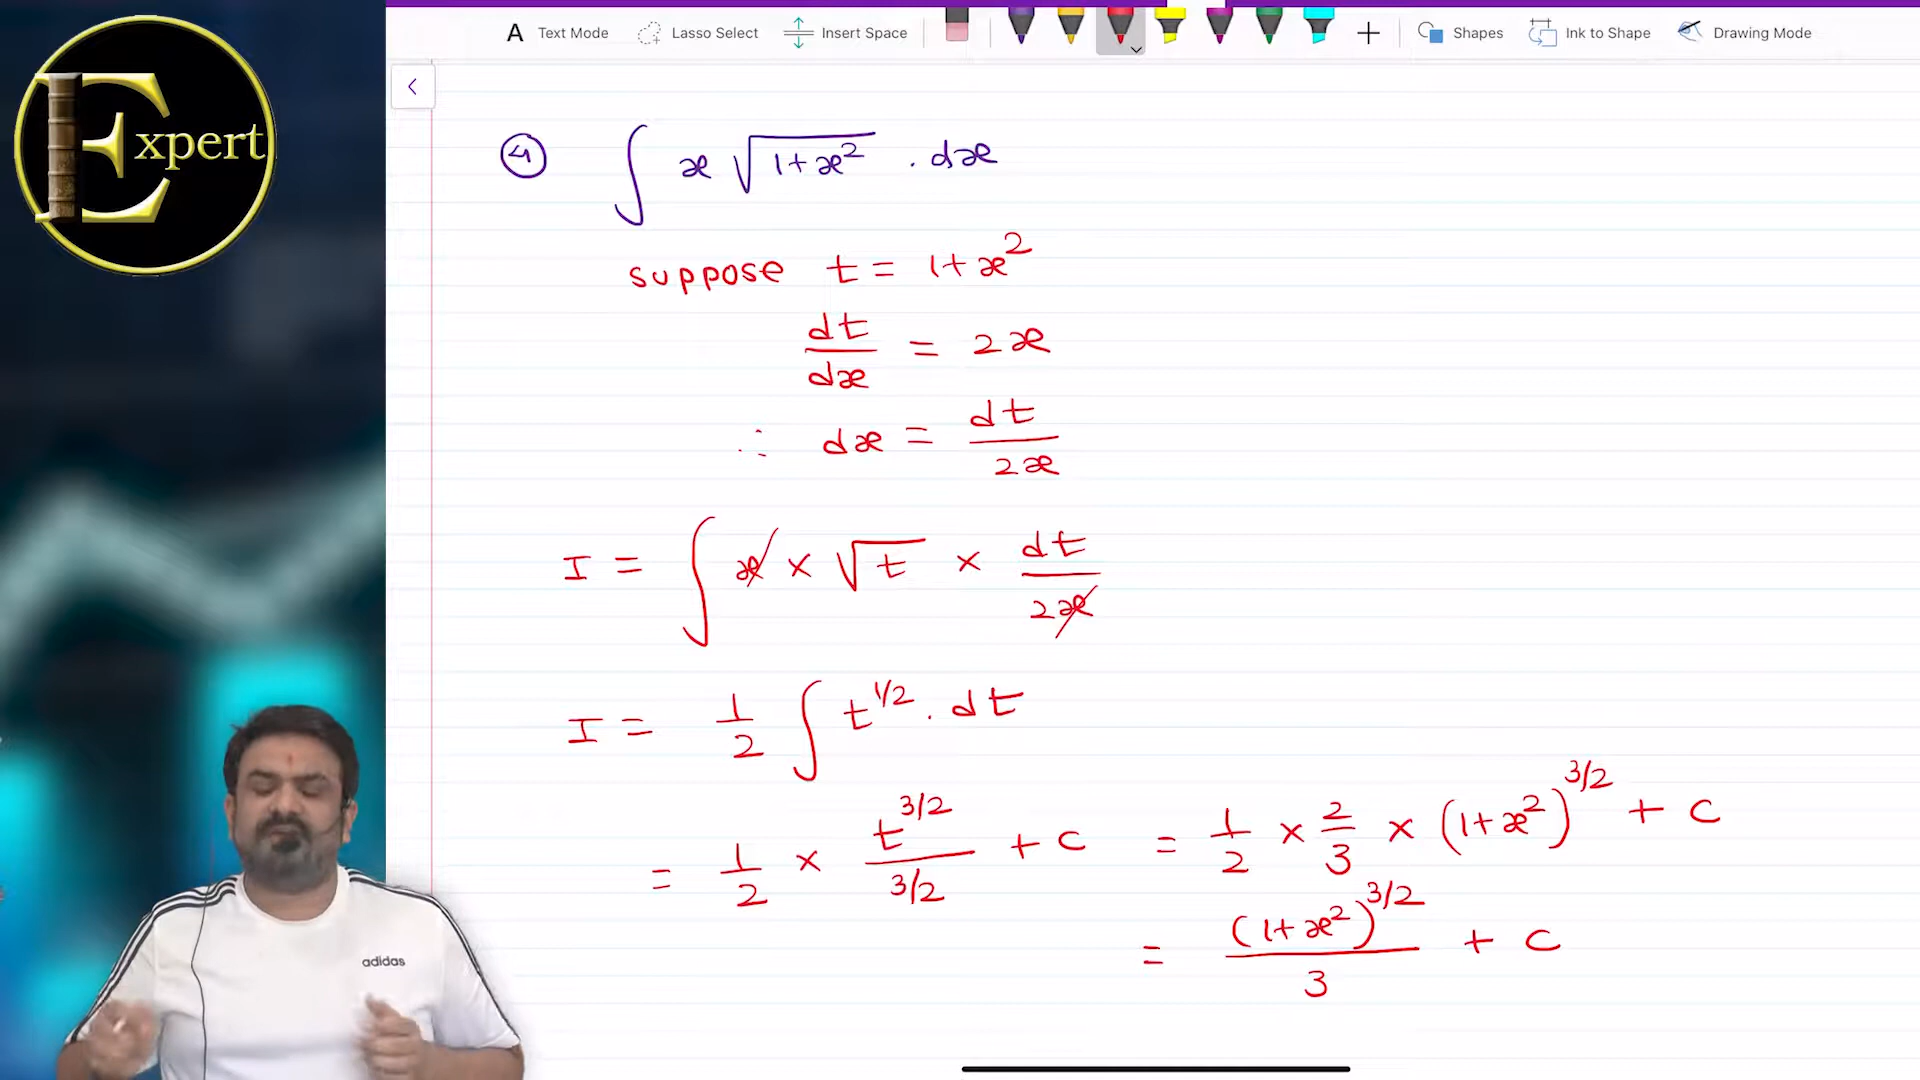 Expert
A Text Mode Lasso Select Insert Space Shapes Ink to Shape Drawing Mode
④ ∫ x √(1+x²) . dx
suppose t = 1+x²
dt/dx = 2x
∴ dx = dt/2x
I = ∫ x × √t × dt/2x
I = 1/2 ∫ t^1/2 . dt
= 1/2 × t^3/2 / 3/2 + c = 1/2 × 2/3 × (1+x²)^3/2 + c
= (1+x²)^3/2 / 3 + c
adidas